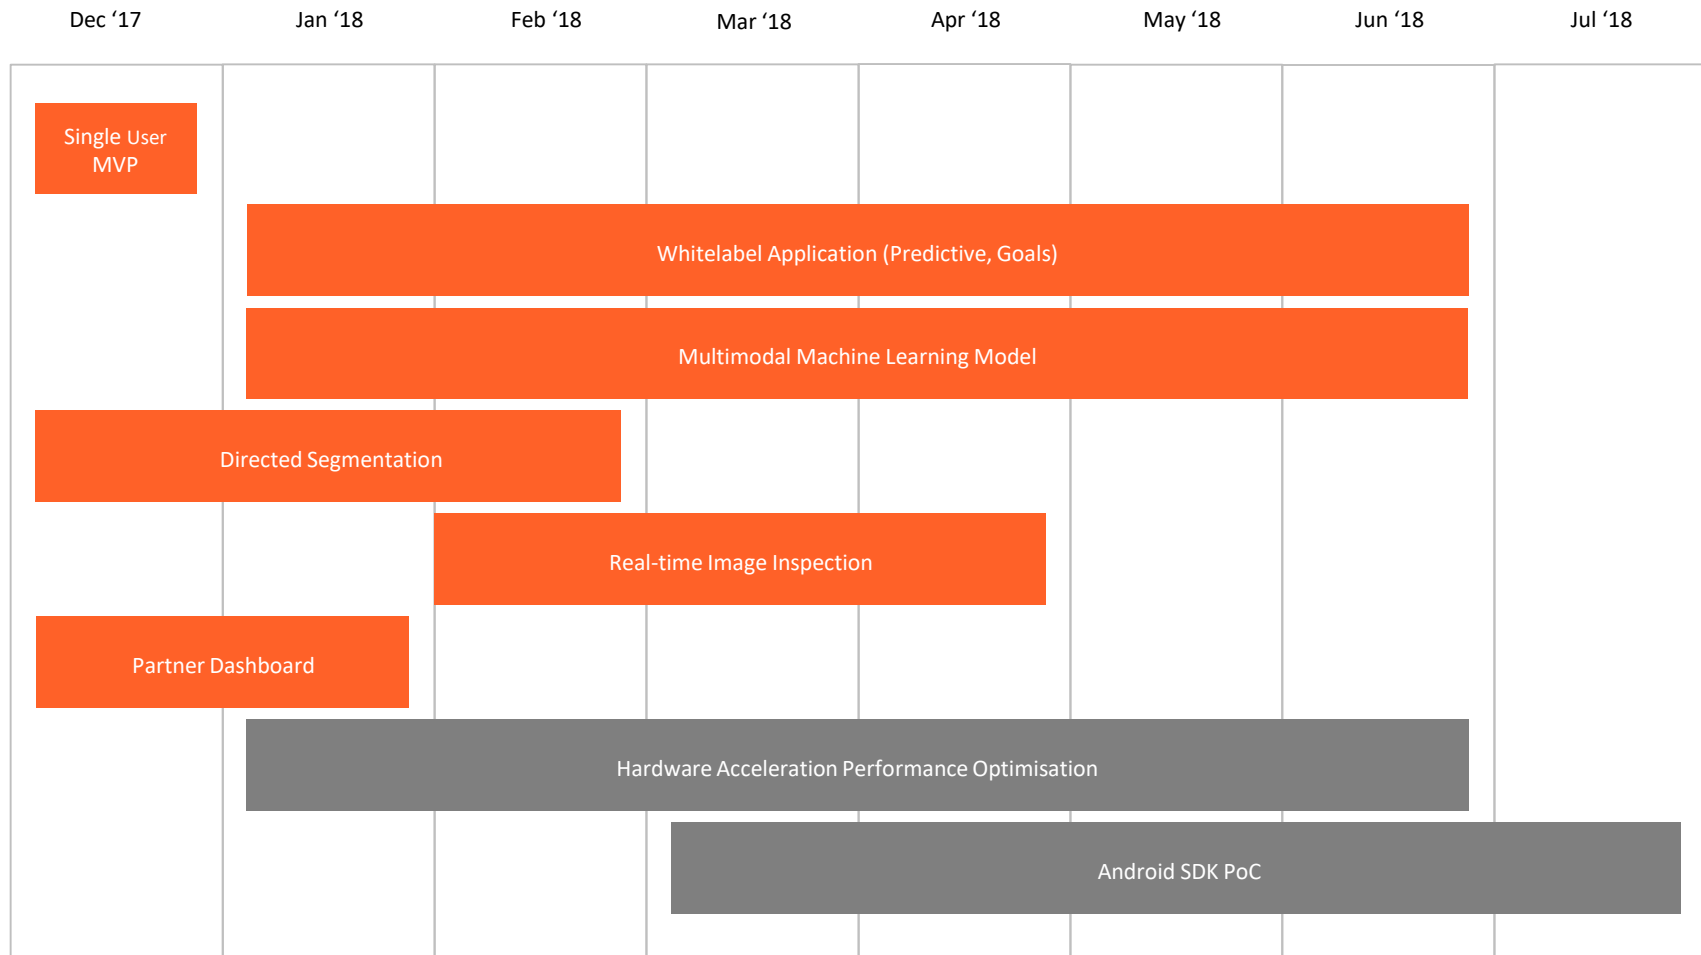 Dec ‘17
Jan ‘18
Feb ‘18
Mar ‘18
Apr ‘18
May ‘18
Jun ‘18
Jul ‘18
Single User
MVP
Whitelabel Application (Predictive, Goals)
Multimodal Machine Learning Model
Directed Segmentation
Real-time Image Inspection
Partner Dashboard
Hardware Acceleration Performance Optimisation
Android SDK PoC